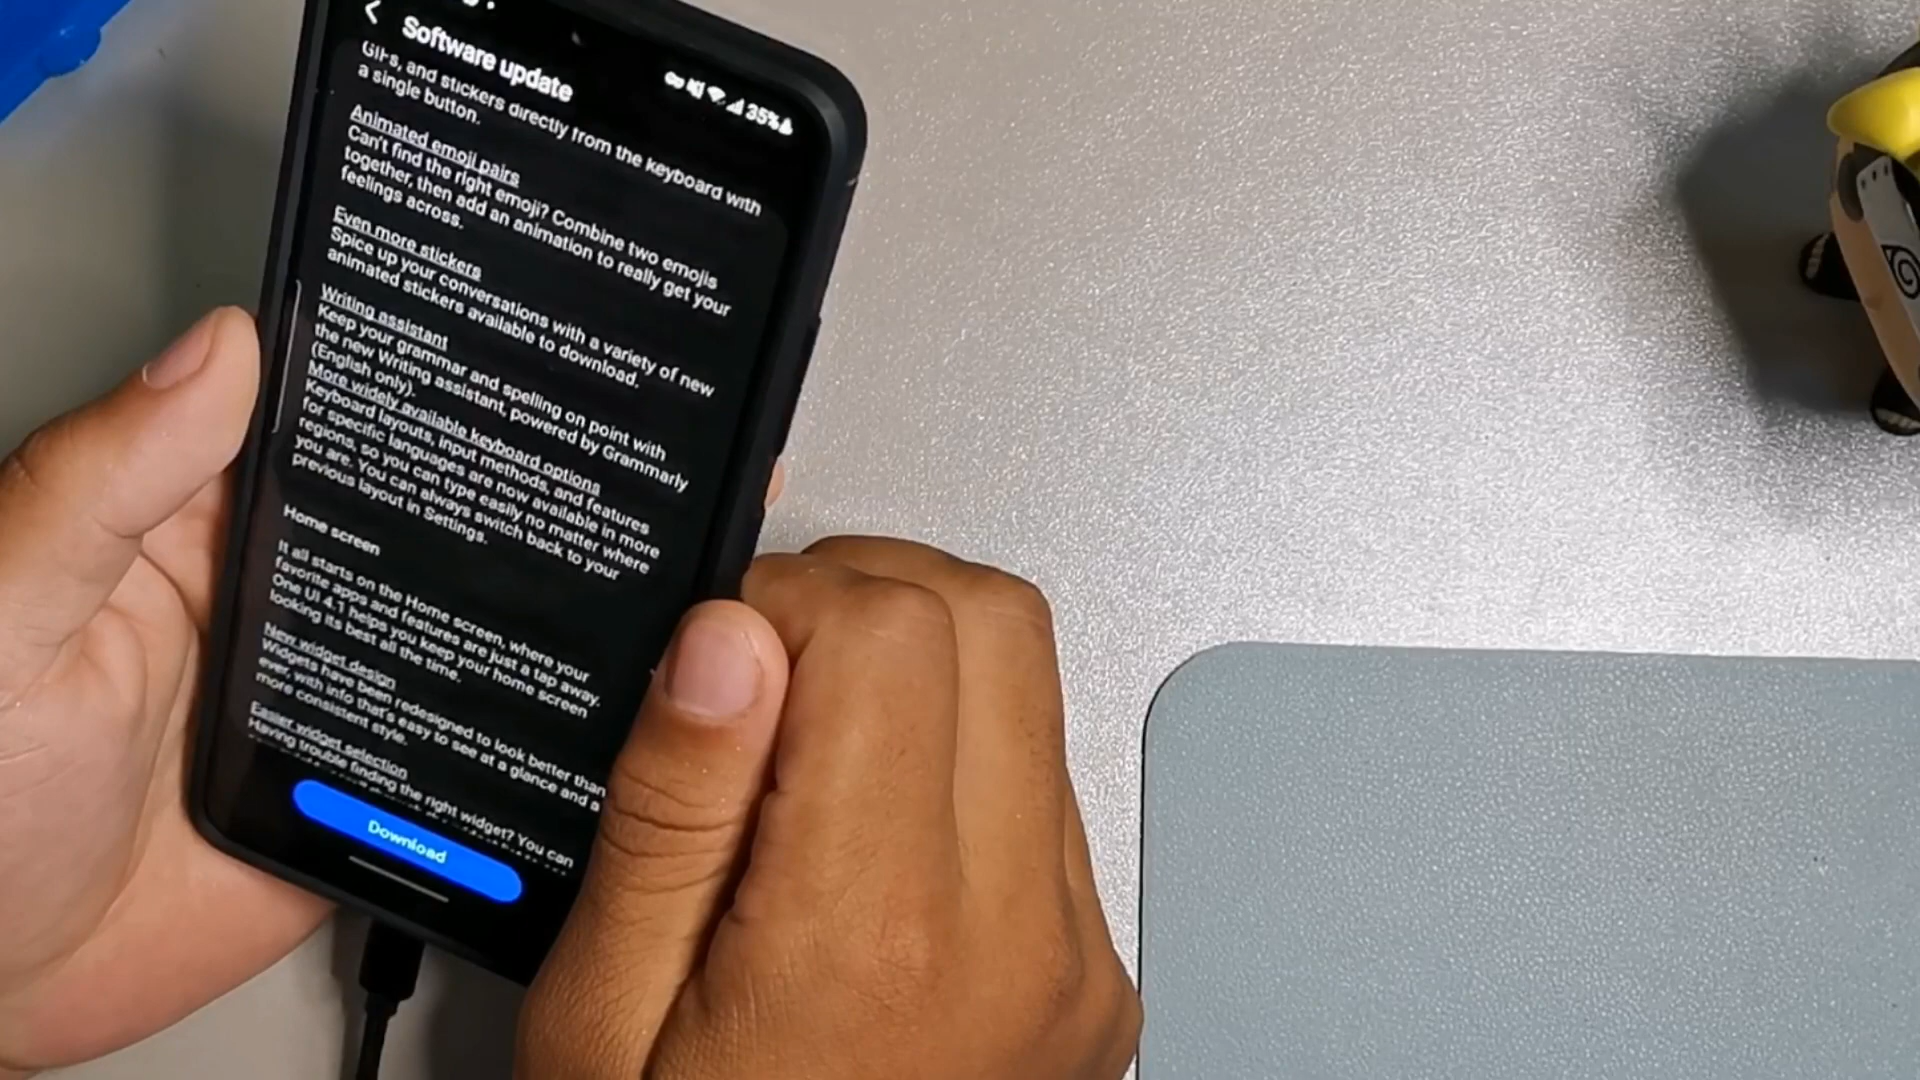 Software update
35%
GIFs, and stickers directly from the keyboard with
a single button.
Animated emoji pairs
Can't find the right emoji? Combine two emojis
together, then add an animation to really get your
feelings across.
Even more stickers
Spice up your conversations with a variety of new
animated stickers available to download.
Writing assistant
Keep your grammar and spelling on point with
the new Writing assistant, powered by Grammarly
(English only).
More widely available keyboard options
Keyboard layouts, input methods, and features
for specific languages are now available in more
regions, so you can type easily no matter where
you are. You can always switch back to your
previous layout in Settings.
Home screen
It all starts on the Home screen, where your
favorite apps and features are just a tap away.
One UI 4.1 helps you keep your home screen
looking its best all the time.
New widget design
Widgets have been redesigned to look better than
ever, with info that's easy to see at a glance and a
more consistent style.
Easier widget selection
Having trouble finding the right widget? You can
Download